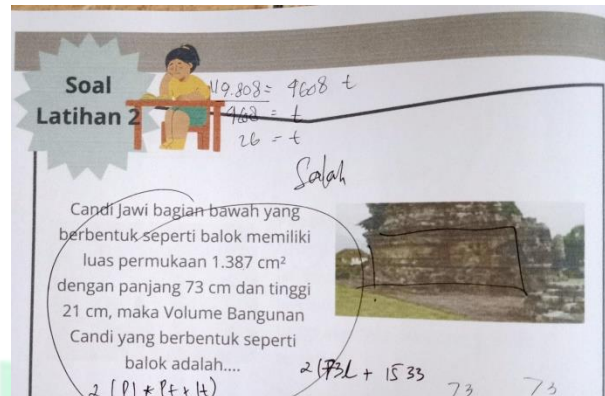 Soal
Latihan 2
119.808 = 4608 t
= t
26 = t
Salah
Candi Jawi bagian bawah yang
berbentuk seperti balok memiliki
luas permukaan 1.387 cm²
dengan panjang 73 cm dan tinggi
21 cm, maka Volume Bangunan
Candi yang berbentuk seperti
balok adalah....
2 (73l + 1533
2 (Pl + Pt + lt)
73 73